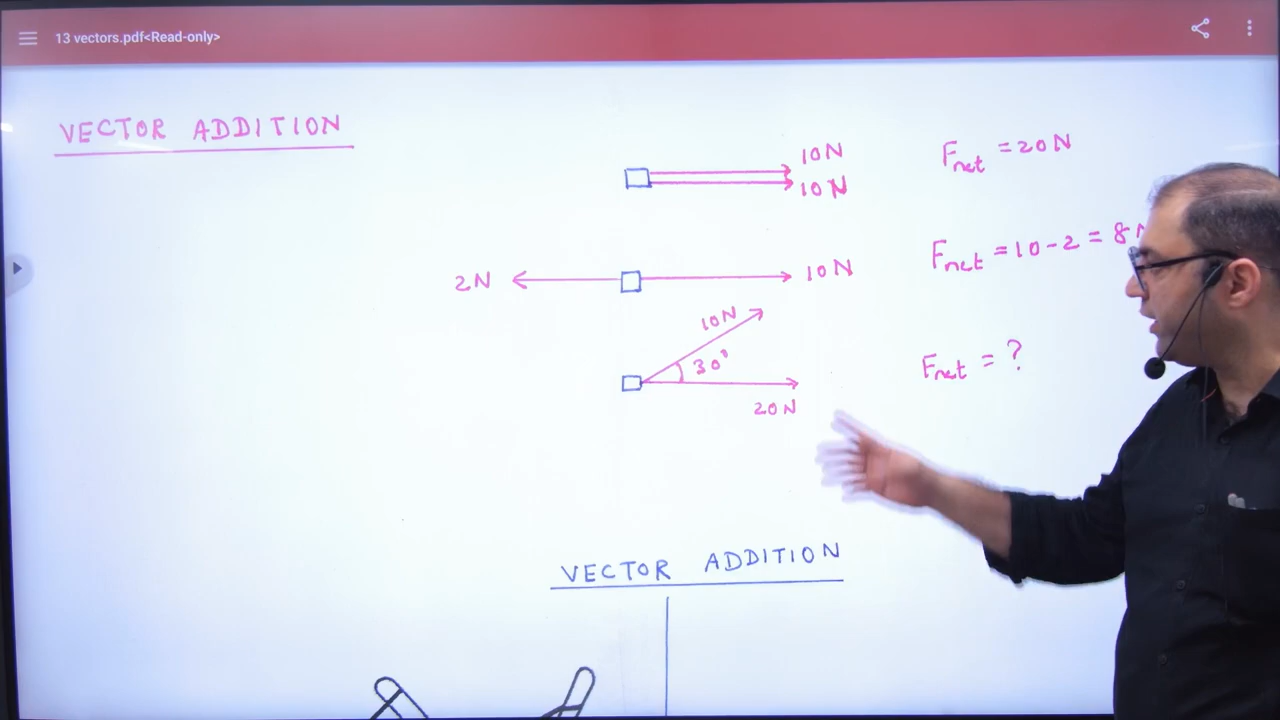 13 vectors.pdf<Read-only>
VECTOR ADDITION
10N
10N
Fnet = 20N
2N
10N
Fnet = 10-2 = 8N
10N
30°
20N
Fnet = ?
VECTOR ADDITION